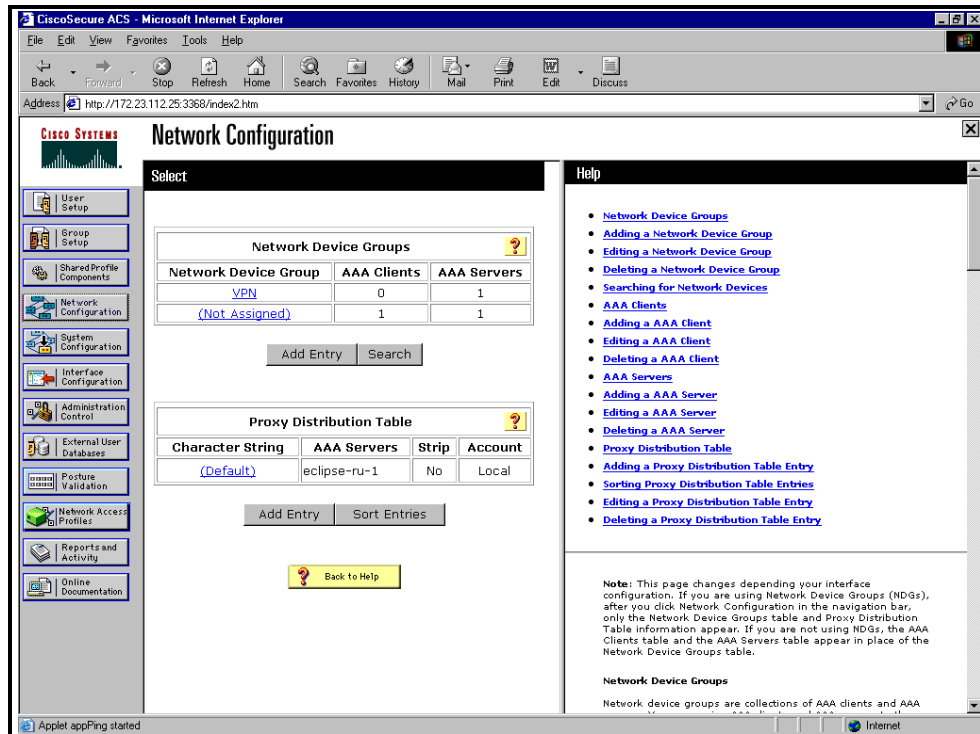 CiscoSecure ACS - Microsoft Internet Explorer
File Edit View Favorites Tools Help
Back Forward Stop Refresh Home Search Favorites History Mail Print Edit Discuss
Address http://172.23.112.25:3368/index2.htm Go
CISCO SYSTEMS
User Setup
Group Setup
Shared Profile Components
Network Configuration
System Configuration
Interface Configuration
Administration Control
External User Databases
Posture Validation
Network Access Profiles
Reports and Activity
Online Documentation
Network Configuration
Select
Network Device Groups ?
Network Device Group AAA Clients AAA Servers
VPN 0 1
(Not Assigned) 1 1
Add Entry Search
Proxy Distribution Table ?
Character String AAA Servers Strip Account
(Default) eclipse-ru-1 No Local
Add Entry Sort Entries
? Back to Help
Help
Network Device Groups
Adding a Network Device Group
Editing a Network Device Group
Deleting a Network Device Group
Searching for Network Devices
AAA Clients
Adding a AAA Client
Editing a AAA Client
Deleting a AAA Client
AAA Servers
Adding a AAA Server
Editing a AAA Server
Deleting a AAA Server
Proxy Distribution Table
Adding a Proxy Distribution Table Entry
Sorting Proxy Distribution Table Entries
Editing a Proxy Distribution Table Entry
Deleting a Proxy Distribution Table Entry
Note: This page changes depending your interface
configuration. If you are using Network Device Groups (NDGs),
after you click Network Configuration in the navigation bar,
only the Network Device Groups table and Proxy Distribution
Table information appear. If you are not using NDGs, the AAA
Clients table and the AAA Servers table appear in place of the
Network Device Groups table.
Network Device Groups
Network device groups are collections of AAA clients and AAA
Applet appPing started
Internet